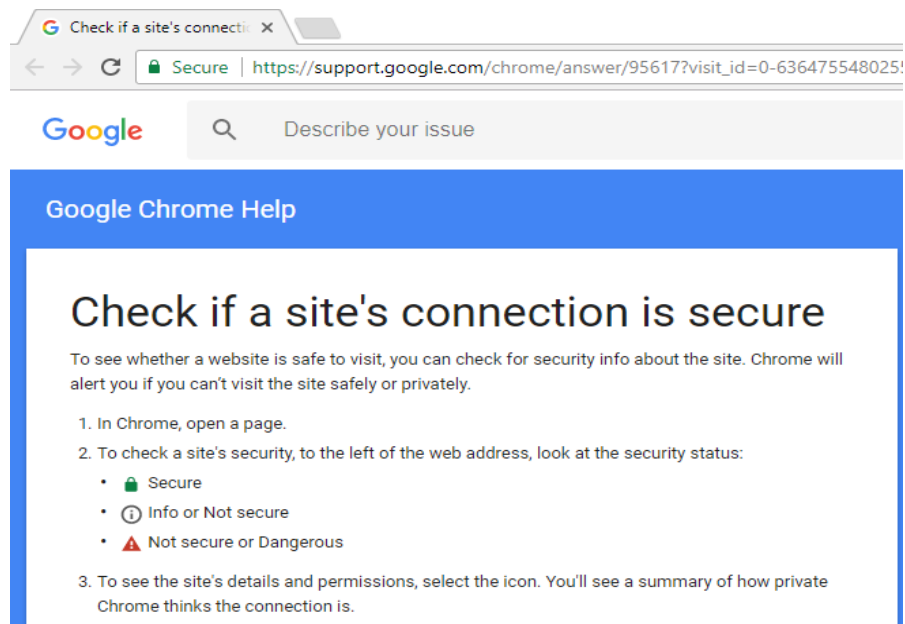 Check if a site's connectio
Secure | https://support.google.com/chrome/answer/95617?visit_id=0-6364755480255
Google Describe your issue
Google Chrome Help
Check if a site's connection is secure
To see whether a website is safe to visit, you can check for security info about the site. Chrome will
alert you if you can't visit the site safely or privately.
1. In Chrome, open a page.
2. To check a site's security, to the left of the web address, look at the security status:
• Secure
• Info or Not secure
• Not secure or Dangerous
3. To see the site's details and permissions, select the icon. You'll see a summary of how private
Chrome thinks the connection is.